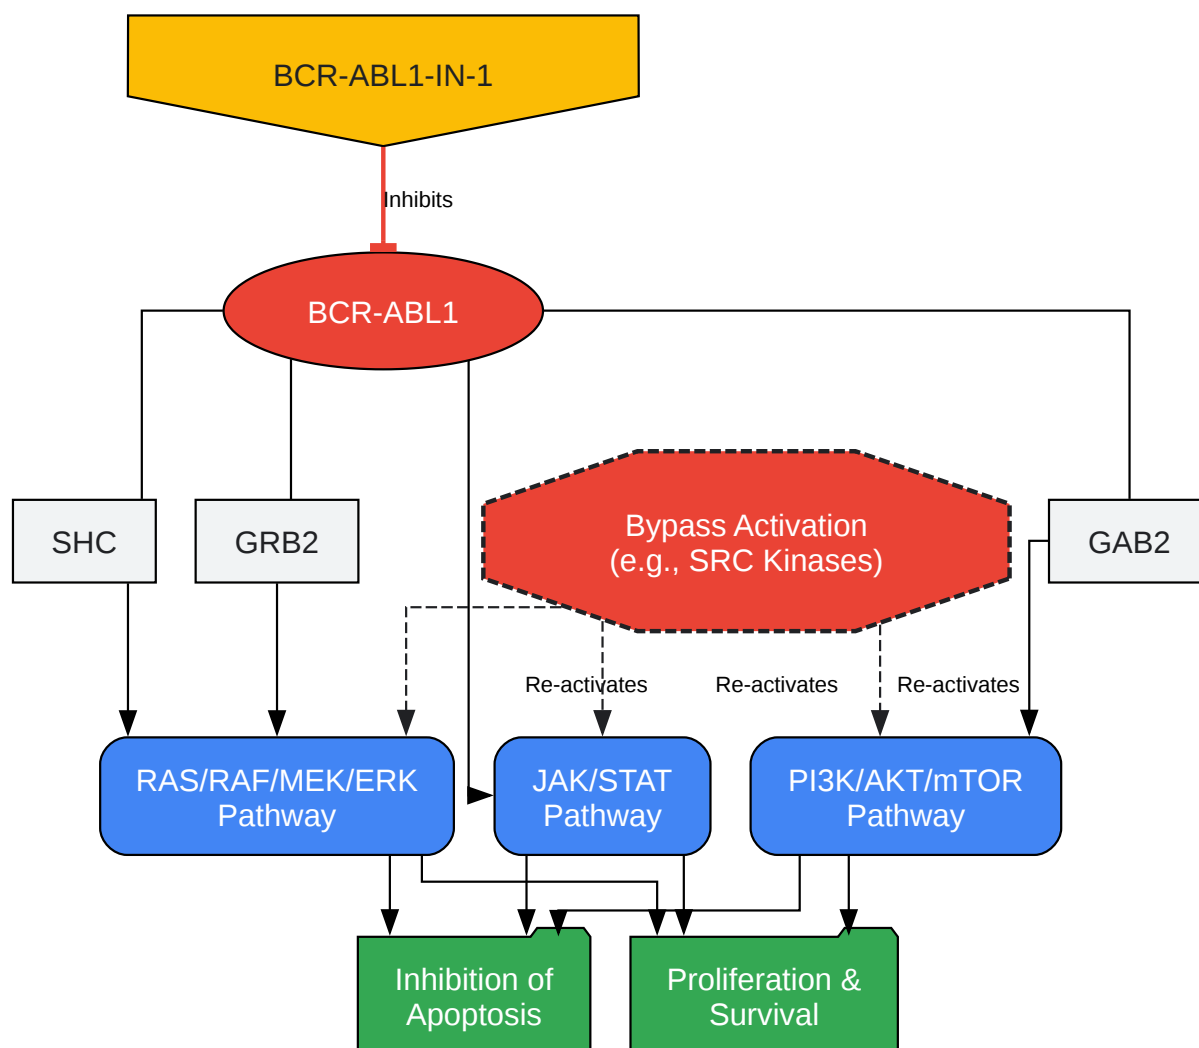 BCR-ABL1-IN-1
Inhibits
BCR-ABL1
SHC
GRB2
Bypass Activation
(e.g., SRC Kinases)
GAB2
Re-activates
Re-activates
Re-activates
RAS/RAF/MEK/ERK
Pathway
JAK/STAT
Pathway
PI3K/AKT/mTOR
Pathway
Inhibition of
Apoptosis
Proliferation &
Survival